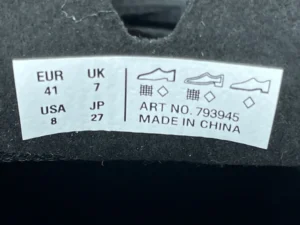 EUR UK
41 7
USA JP
8 27
ART NO. 793945
MADE IN CHINA